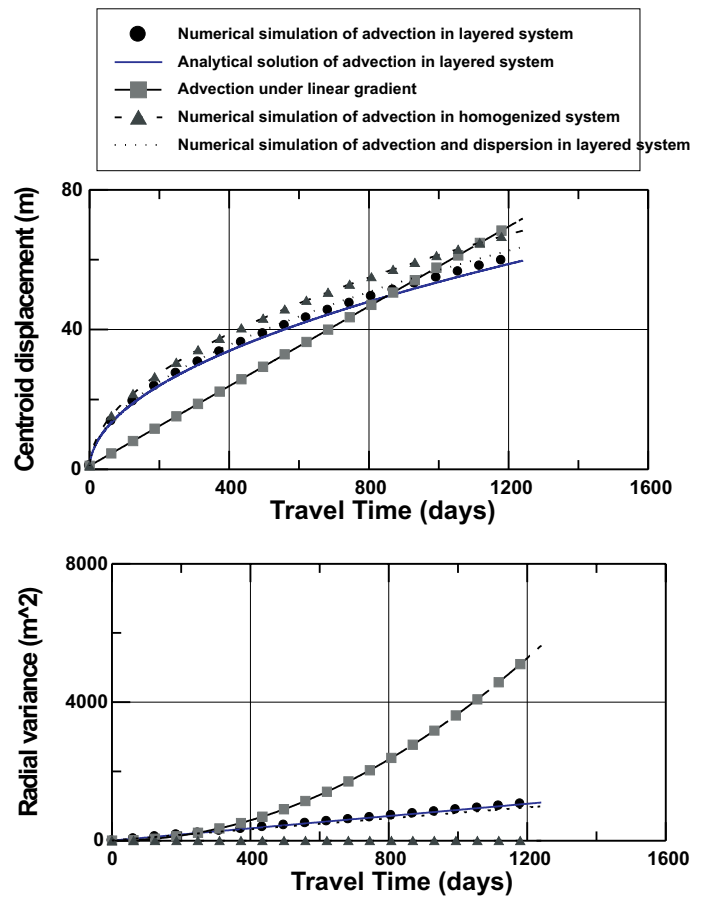 Numerical simulation of advection in layered system
Analytical solution of advection in layered system
Advection under linear gradient
Numerical simulation of advection in homogenized system
Numerical simulation of advection and dispersion in layered system
Centroid displacement (m)
80
40
0
0 400 800 1200 1600
Travel Time (days)
Radial variance (m^2)
8000
4000
0
0 400 800 1200 1600
Travel Time (days)